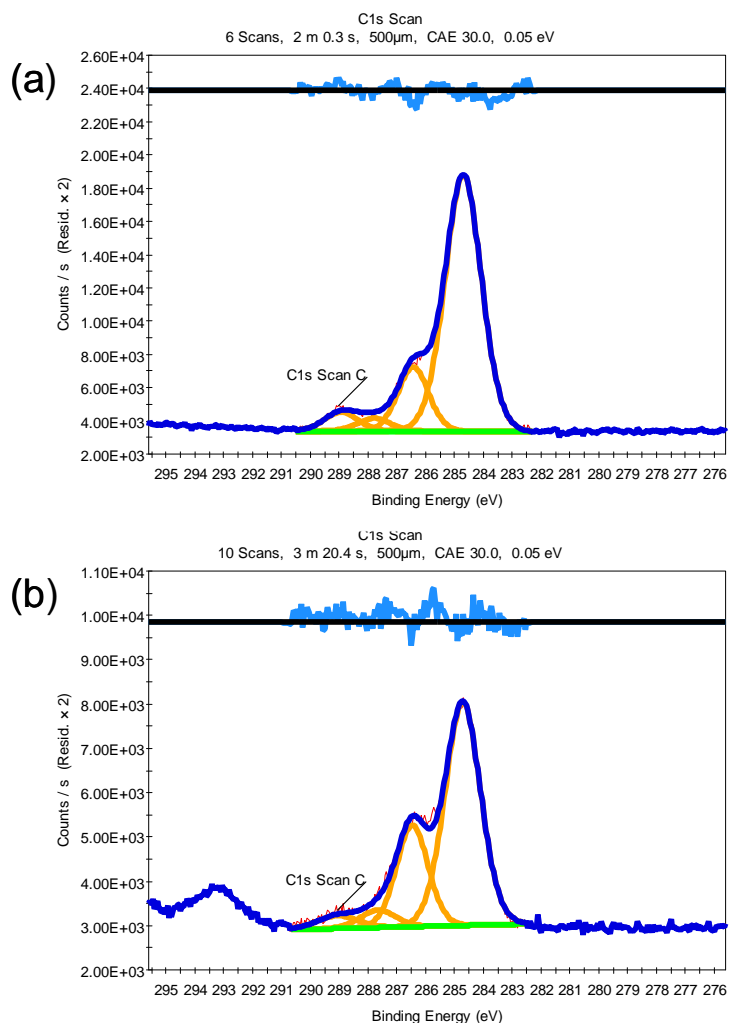 C1s Scan
6 Scans, 2 m 0.3 s, 500µm, CAE 30.0, 0.05 eV
(a)
2.60E+04
2.40E+04
2.20E+04
2.00E+04
1.80E+04
1.60E+04
1.40E+04
1.20E+04
1.00E+04
8.00E+03
6.00E+03
4.00E+03
2.00E+03
Counts / s (Resid. × 2)
C1s Scan C
295 294 293 292 291 290 289 288 287 286 285 284 283 282 281 280 279 278 277 276
Binding Energy (eV)
C1s Scan
10 Scans, 3 m 20.4 s, 500µm, CAE 30.0, 0.05 eV
(b)
1.10E+04
1.00E+04
9.00E+03
8.00E+03
7.00E+03
6.00E+03
5.00E+03
4.00E+03
3.00E+03
2.00E+03
Counts / s (Resid. × 2)
C1s Scan C
295 294 293 292 291 290 289 288 287 286 285 284 283 282 281 280 279 278 277 276
Binding Energy (eV)